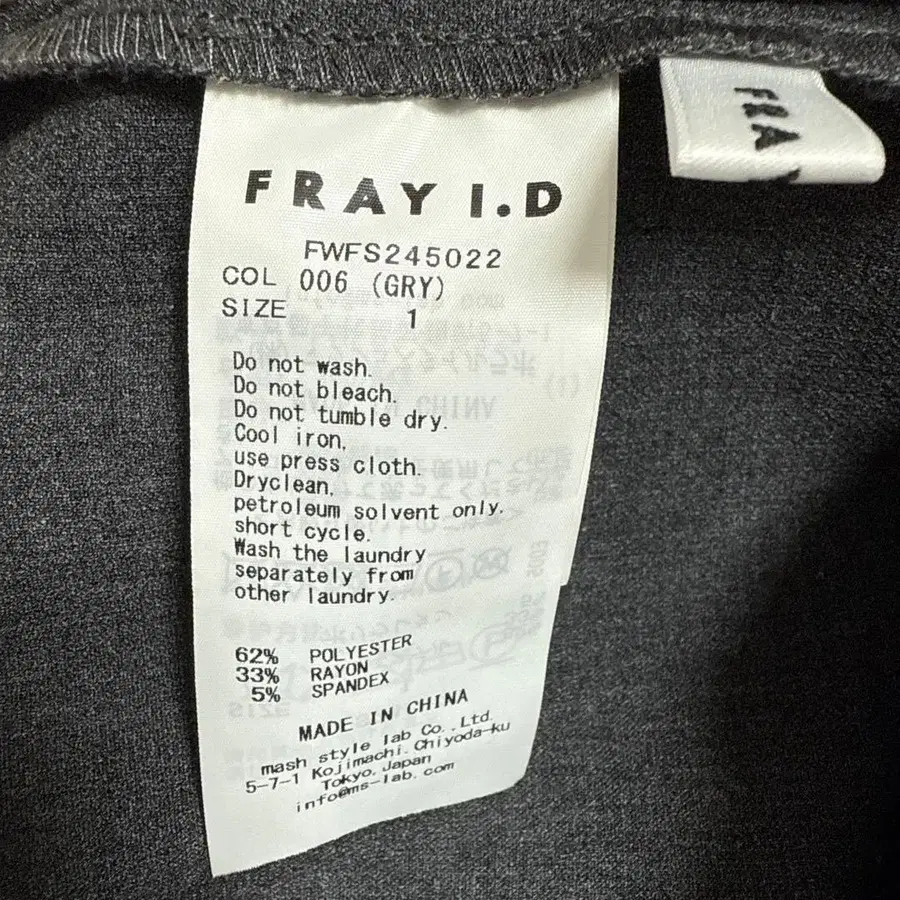 FRAY I.D
FWFS245022
COL 006 (GRY)
SIZE 1
Do not wash.
Do not bleach.
Do not tumble dry.
Cool iron,
use press cloth.
Dryclean,
petroleum solvent only.
short cycle.
Wash the laundry
separately from
other laundry.
62% POLYESTER
33% RAYON
5% SPANDEX
MADE IN CHINA
mash style lab Co.,Ltd.
5-7-1 Kojimachi.Chiyoda-ku
Tokyo,Japan
info@ms-lab.com
FRA